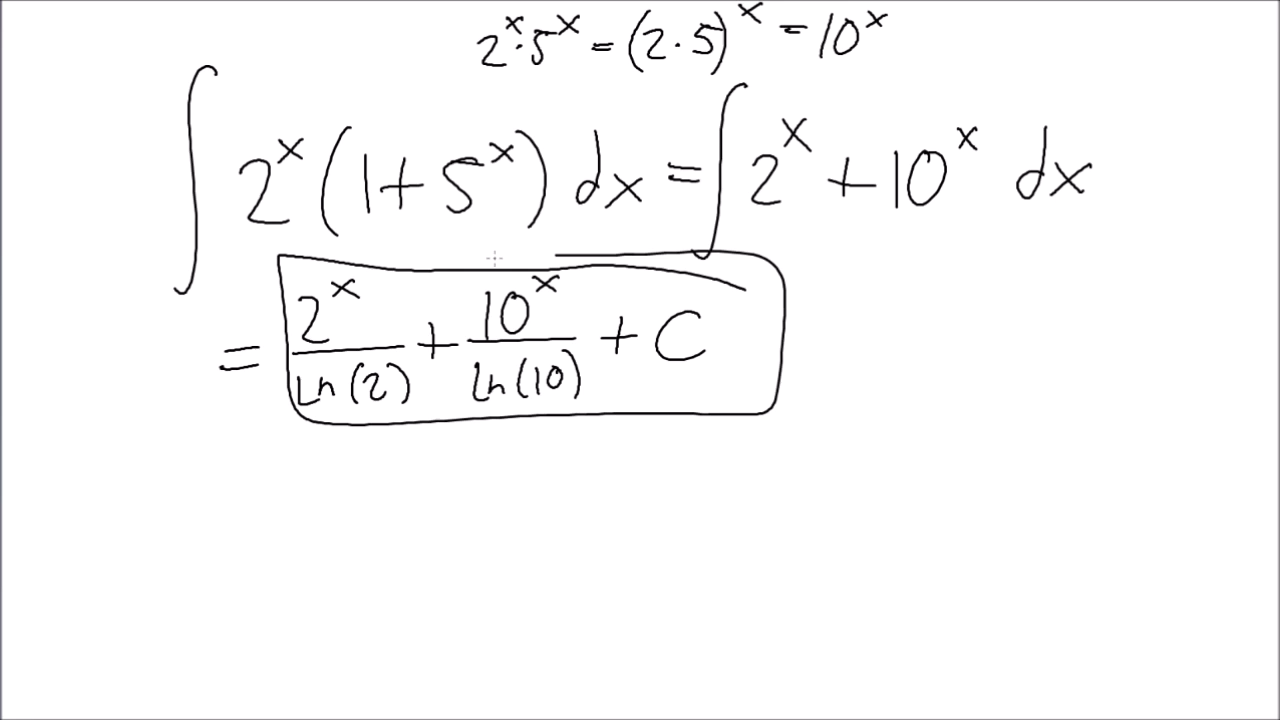 2^x · 5^x = (2 · 5)^x = 10^x
∫ 2^x (1 + 5^x) dx = ∫ 2^x + 10^x dx
= 2^x / ln(2) + 10^x / ln(10) + C